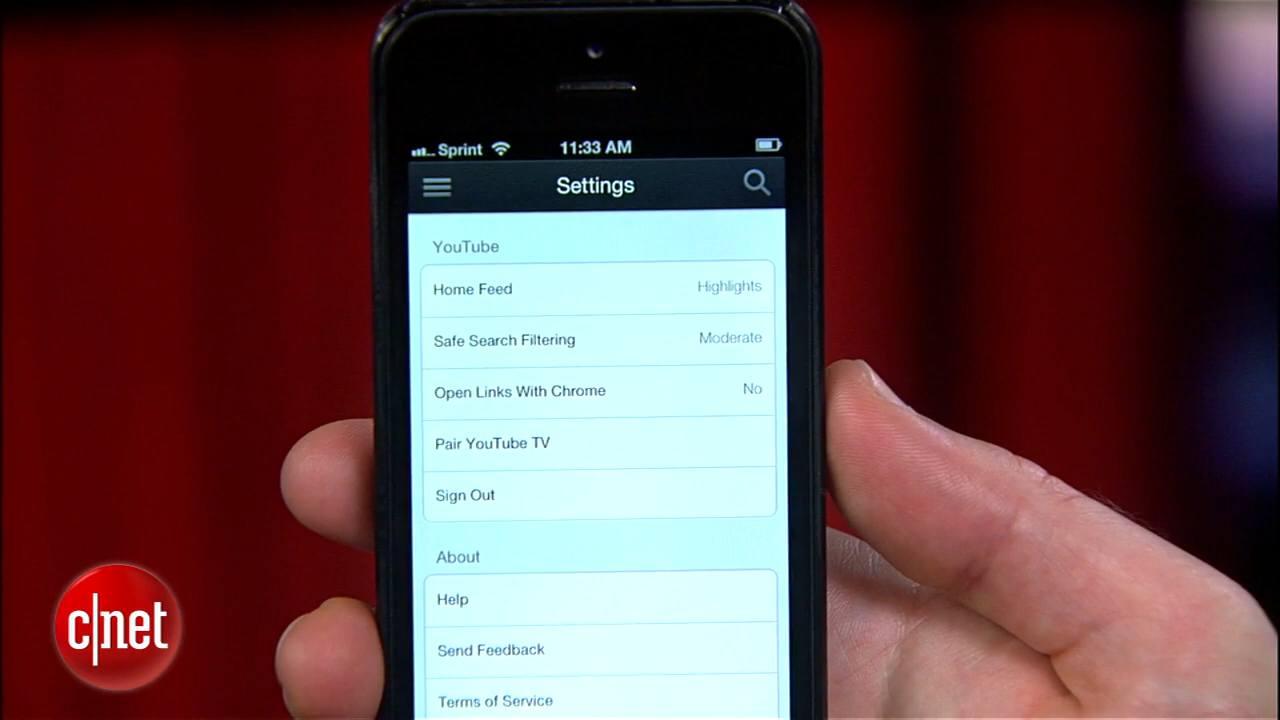 Sprint 11:33 AM
Settings
YouTube
Home Feed Highlights
Safe Search Filtering Moderate
Open Links With Chrome No
Pair YouTube TV
Sign Out
About
Help
Send Feedback
Terms of Service
c|net